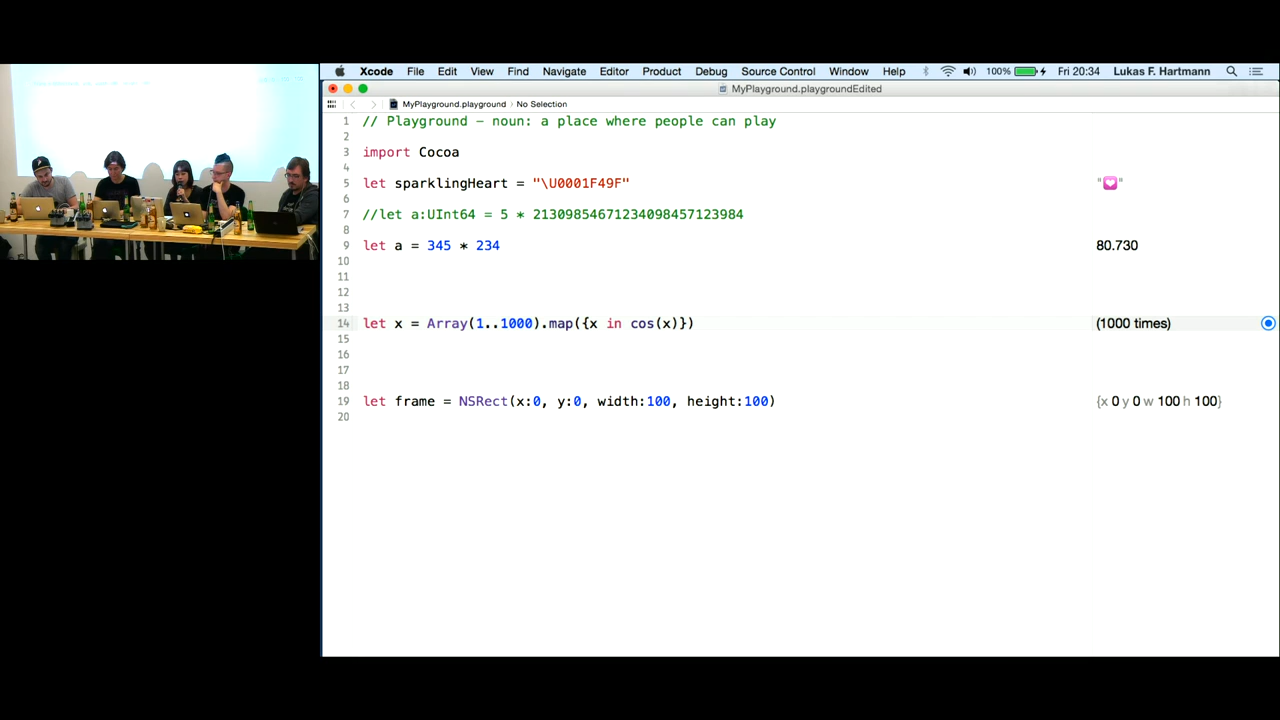 Xcode File Edit View Find Navigate Editor Product Debug Source Control Window Help 100% Fri 20:34 Lukas F. Hartmann
MyPlayground.playgroundEdited
MyPlayground.playground › No Selection
1 // Playground – noun: a place where people can play
2
3 import Cocoa
4
5 let sparklingHeart = "\U0001F49F" "💟"
6
7 //let a:UInt64 = 5 * 21309854671234098457123984
8
9 let a = 345 * 234 80.730
10
11
12
13
14 let x = Array(1..1000).map({x in cos(x)}) (1000 times)
15
16
17
18
19 let frame = NSRect(x:0, y:0, width:100, height:100) {x 0 y 0 w 100 h 100}
20